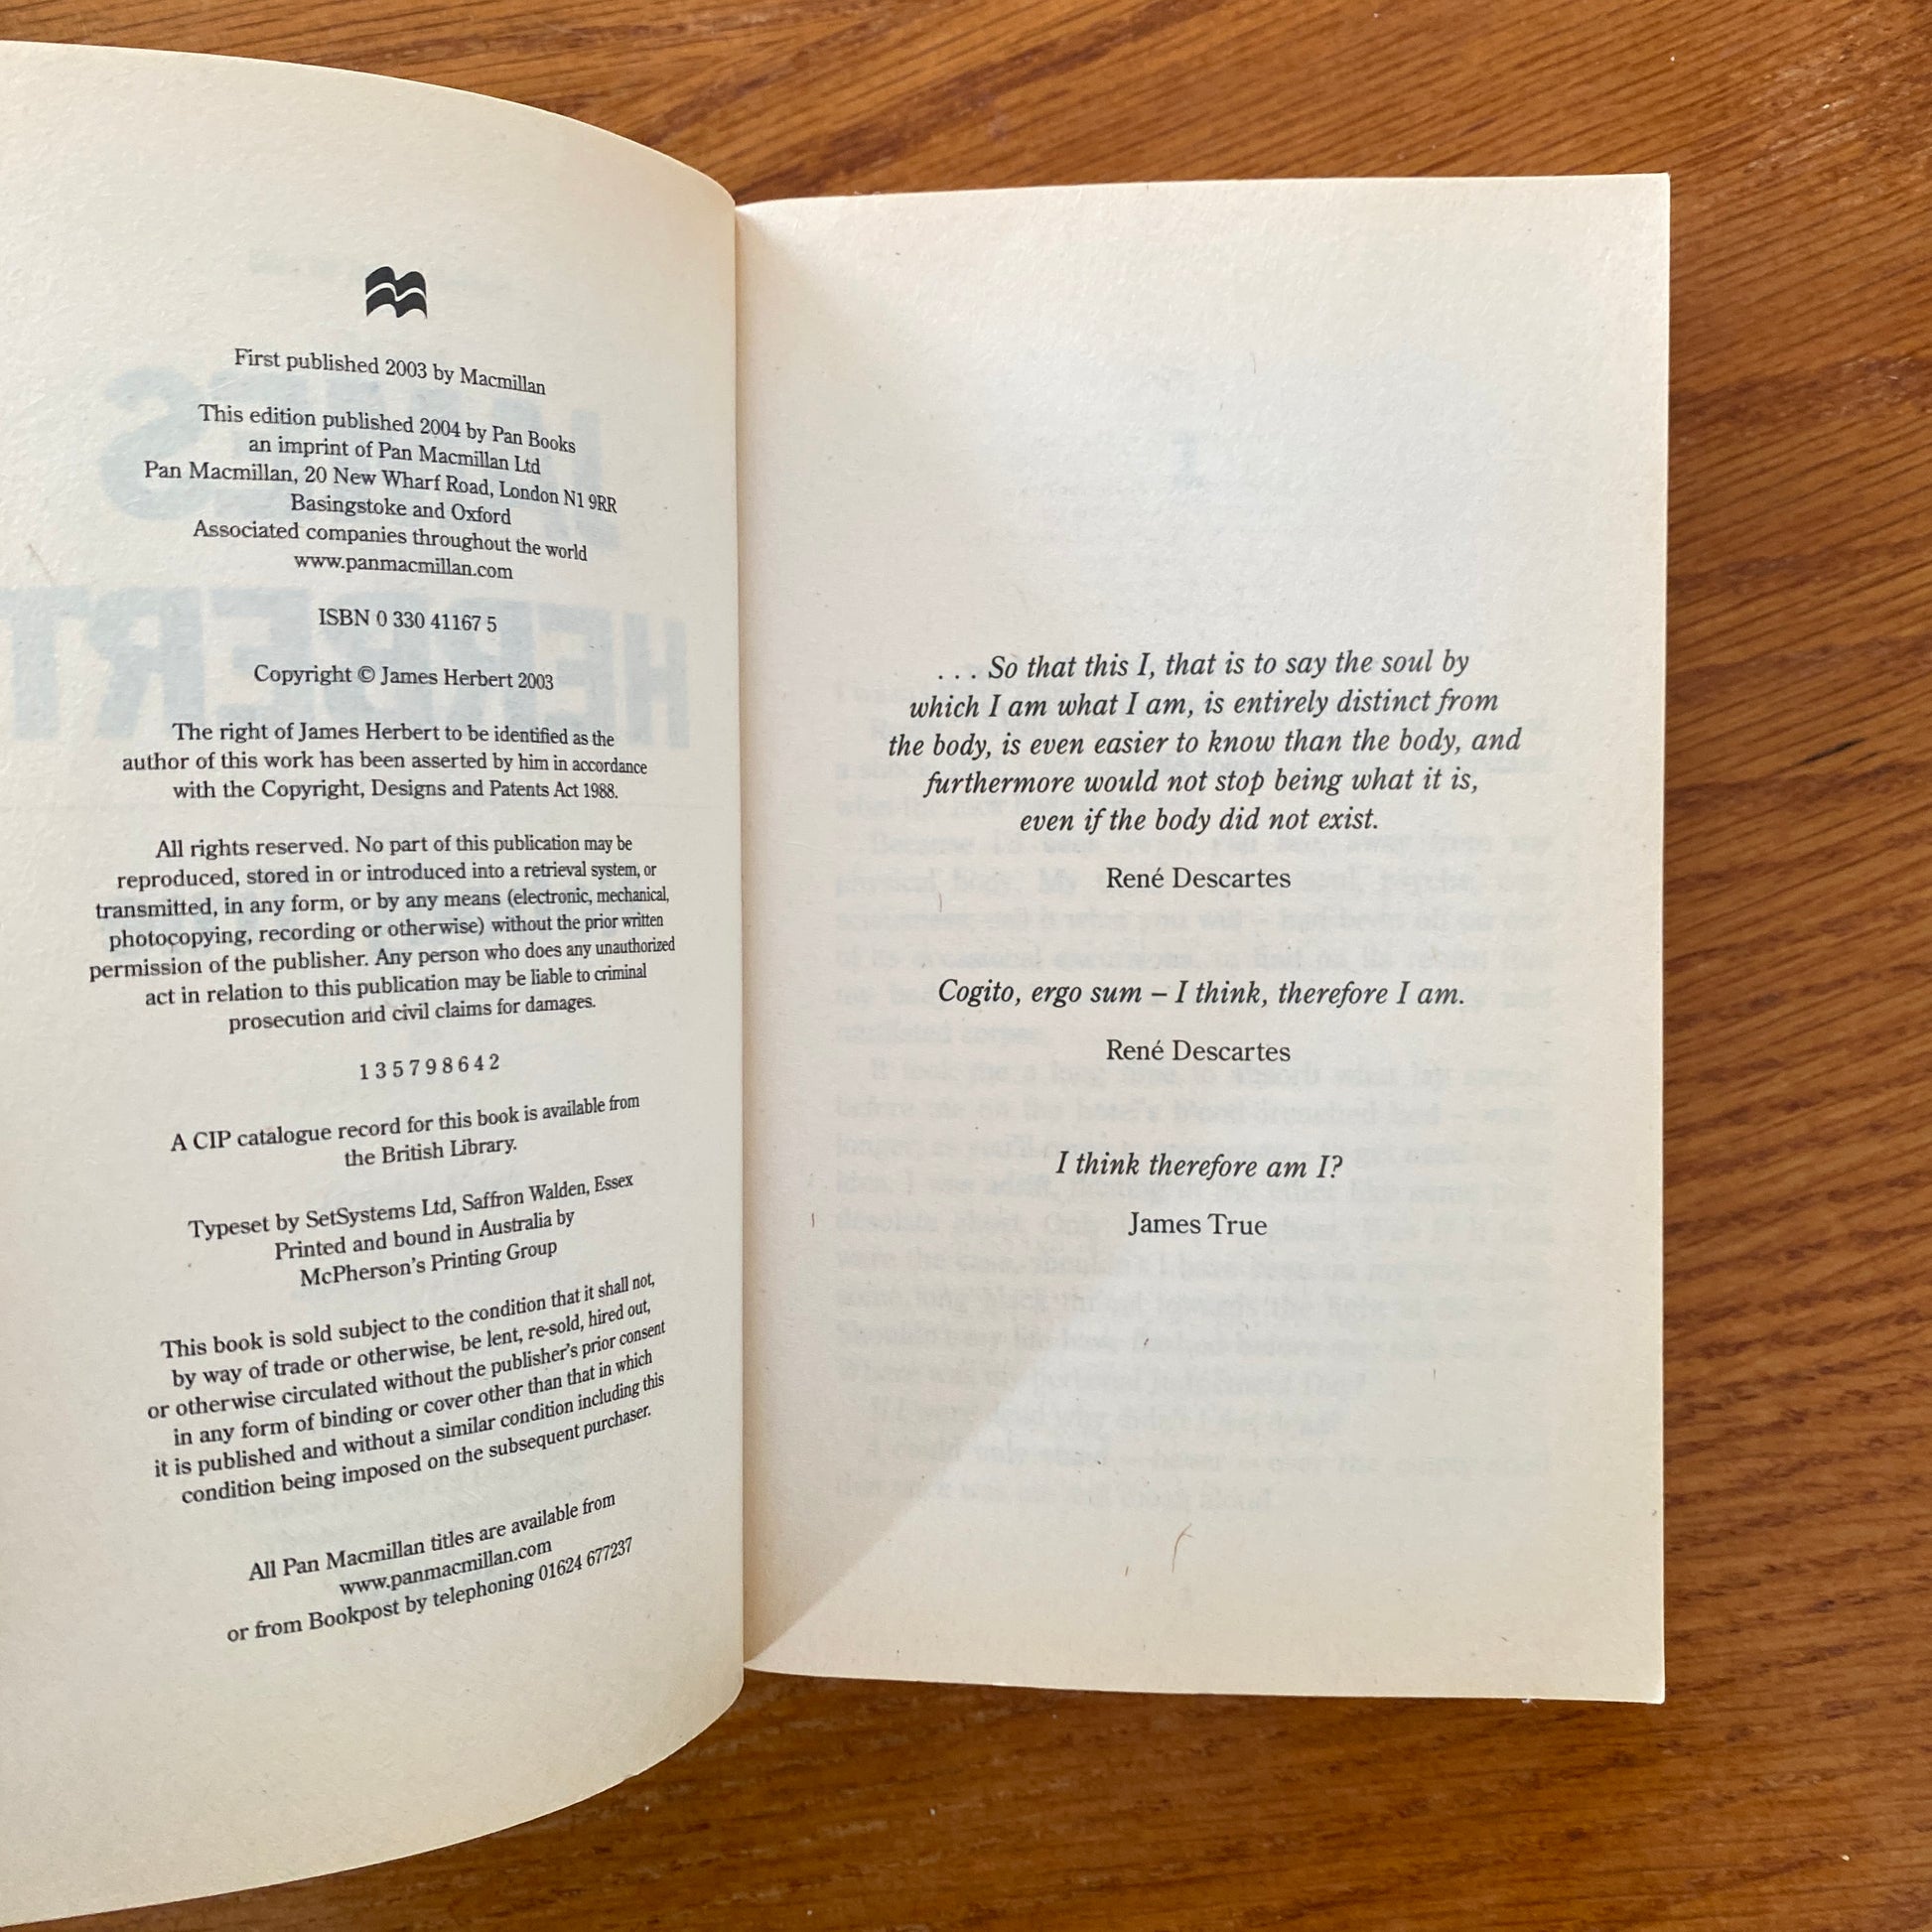 First published 2003 by Macmillan
This edition published 2004 by Pan Books
an imprint of Pan Macmillan Ltd
Pan Macmillan, 20 New Wharf Road, London N1 9RR
Basingstoke and Oxford
Associated companies throughout the world
www.panmacmillan.com
ISBN 0 330 41167 5
Copyright © James Herbert 2003
The right of James Herbert to be identified as the
author of this work has been asserted by him in accordance
with the Copyright, Designs and Patents Act 1988.
All rights reserved. No part of this publication may be
reproduced, stored in or introduced into a retrieval system, or
transmitted, in any form, or by any means (electronic, mechanical,
photocopying, recording or otherwise) without the prior written
permission of the publisher. Any person who does any unauthorized
act in relation to this publication may be liable to criminal
prosecution and civil claims for damages.
1 3 5 7 9 8 6 4 2
A CIP catalogue record for this book is available from
the British Library.
Typeset by SetSystems Ltd, Saffron Walden, Essex
Printed and bound in Australia by
McPherson's Printing Group
This book is sold subject to the condition that it shall not,
by way of trade or otherwise, be lent, re-sold, hired out,
or otherwise circulated without the publisher's prior consent
in any form of binding or cover other than that in which
it is published and without a similar condition including this
condition being imposed on the subsequent purchaser.
All Pan Macmillan titles are available from
www.panmacmillan.com
or from Bookpost by telephoning 01624 677237
. . . So that this I, that is to say the soul by
which I am what I am, is entirely distinct from
the body, is even easier to know than the body, and
furthermore would not stop being what it is,
even if the body did not exist.
René Descartes
Cogito, ergo sum – I think, therefore I am.
René Descartes
I think therefore am I?
James True